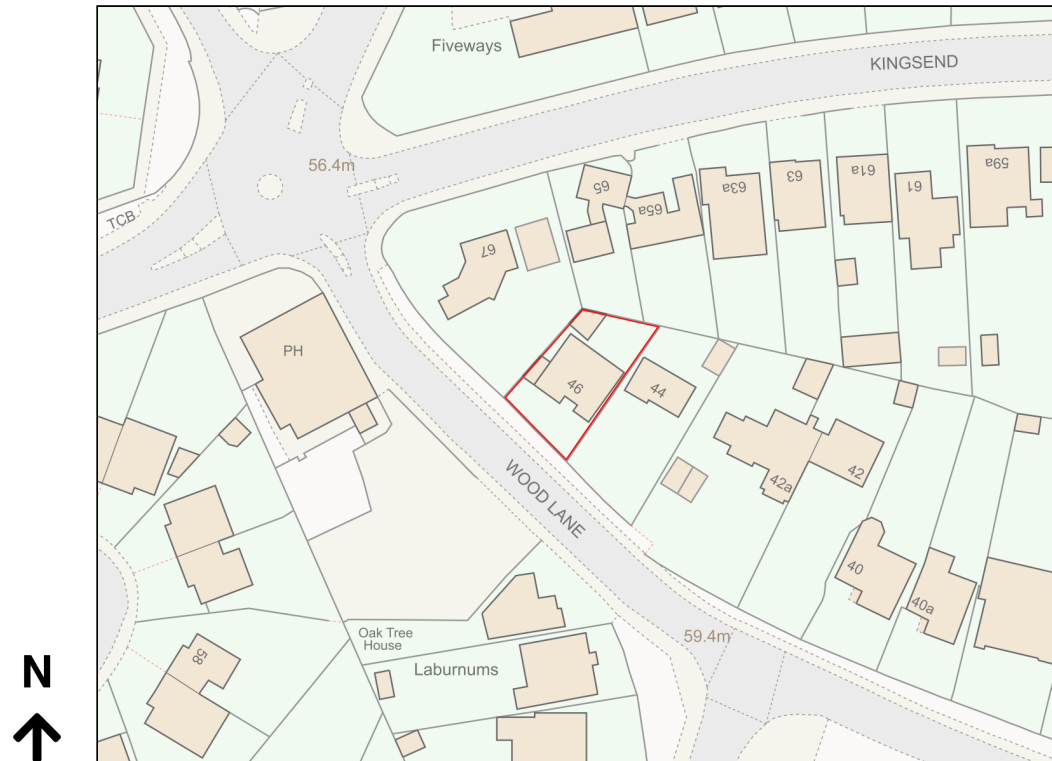 Fiveways
KINGSEND
56.4m
TCB
65
65a
63a
63
61a
61
59a
67
PH
46
44
42a
42
WOOD LANE
40
40a
59.4m
Oak Tree
House
Laburnums
58
N